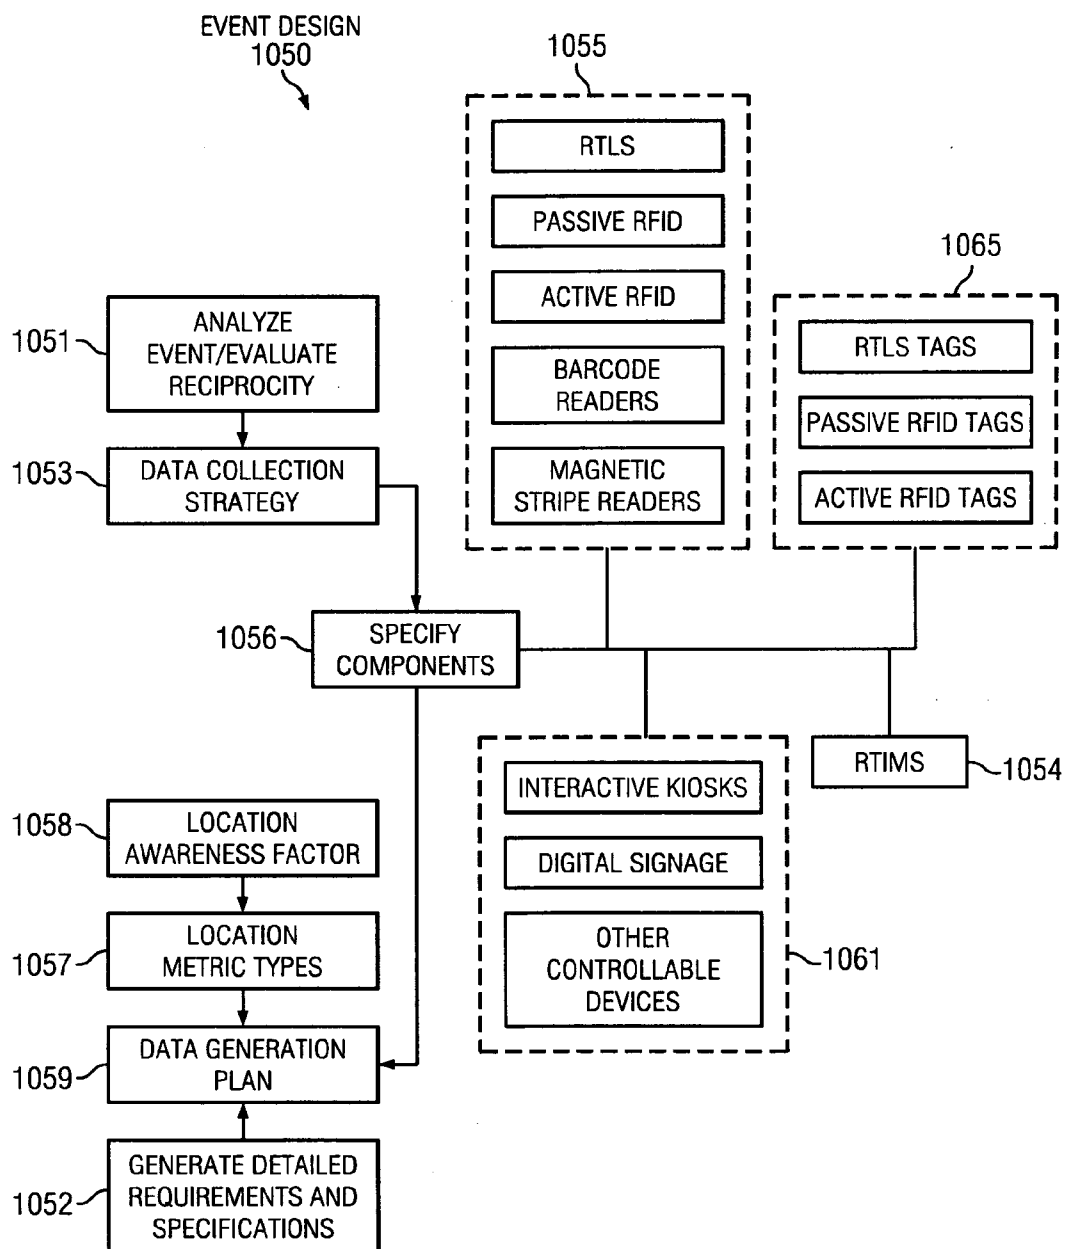 EVENT DESIGN
1050
1055
RTLS
PASSIVE RFID
ACTIVE RFID
BARCODE
READERS
MAGNETIC
STRIPE READERS
1065
RTLS TAGS
PASSIVE RFID TAGS
ACTIVE RFID TAGS
1051
ANALYZE
EVENT/EVALUATE
RECIPROCITY
1053
DATA COLLECTION
STRATEGY
1056
SPECIFY
COMPONENTS
INTERACTIVE KIOSKS
DIGITAL SIGNAGE
OTHER
CONTROLLABLE
DEVICES
1061
RTIMS
1054
1058
LOCATION
AWARENESS FACTOR
1057
LOCATION
METRIC TYPES
1059
DATA GENERATION
PLAN
1052
GENERATE DETAILED
REQUIREMENTS AND
SPECIFICATIONS